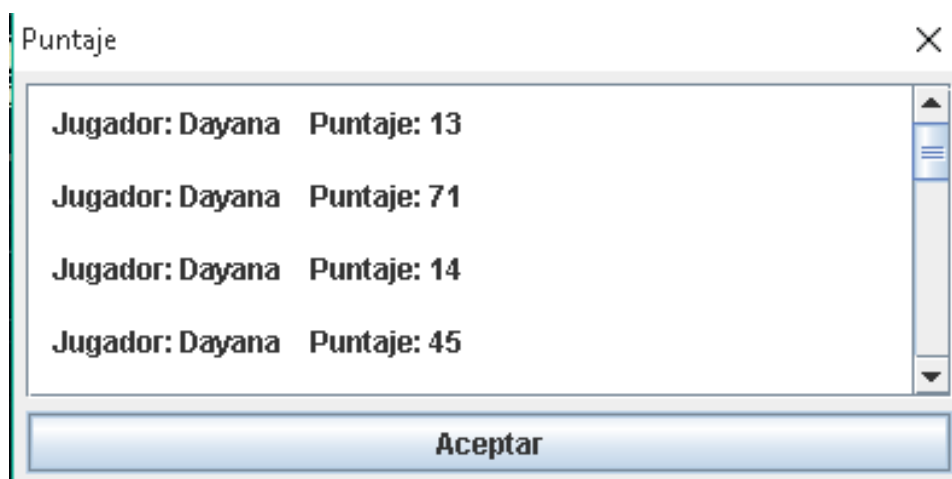 Puntaje
Jugador: Dayana Puntaje: 13
Jugador: Dayana Puntaje: 71
Jugador: Dayana Puntaje: 14
Jugador: Dayana Puntaje: 45
Aceptar